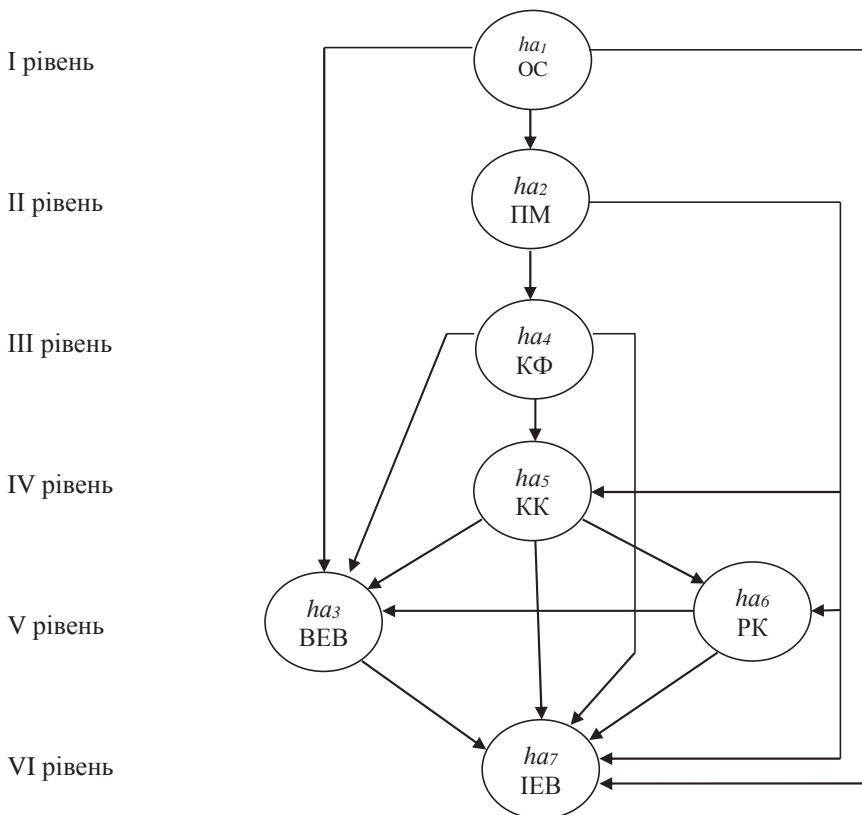 I рівень
ha₁
ОС
II рівень
ha₂
ПМ
III рівень
ha₄
КФ
IV рівень
ha₅
КК
V рівень
ha₃
ВЕВ
ha₆
РК
VI рівень
ha₇
ІЕВ